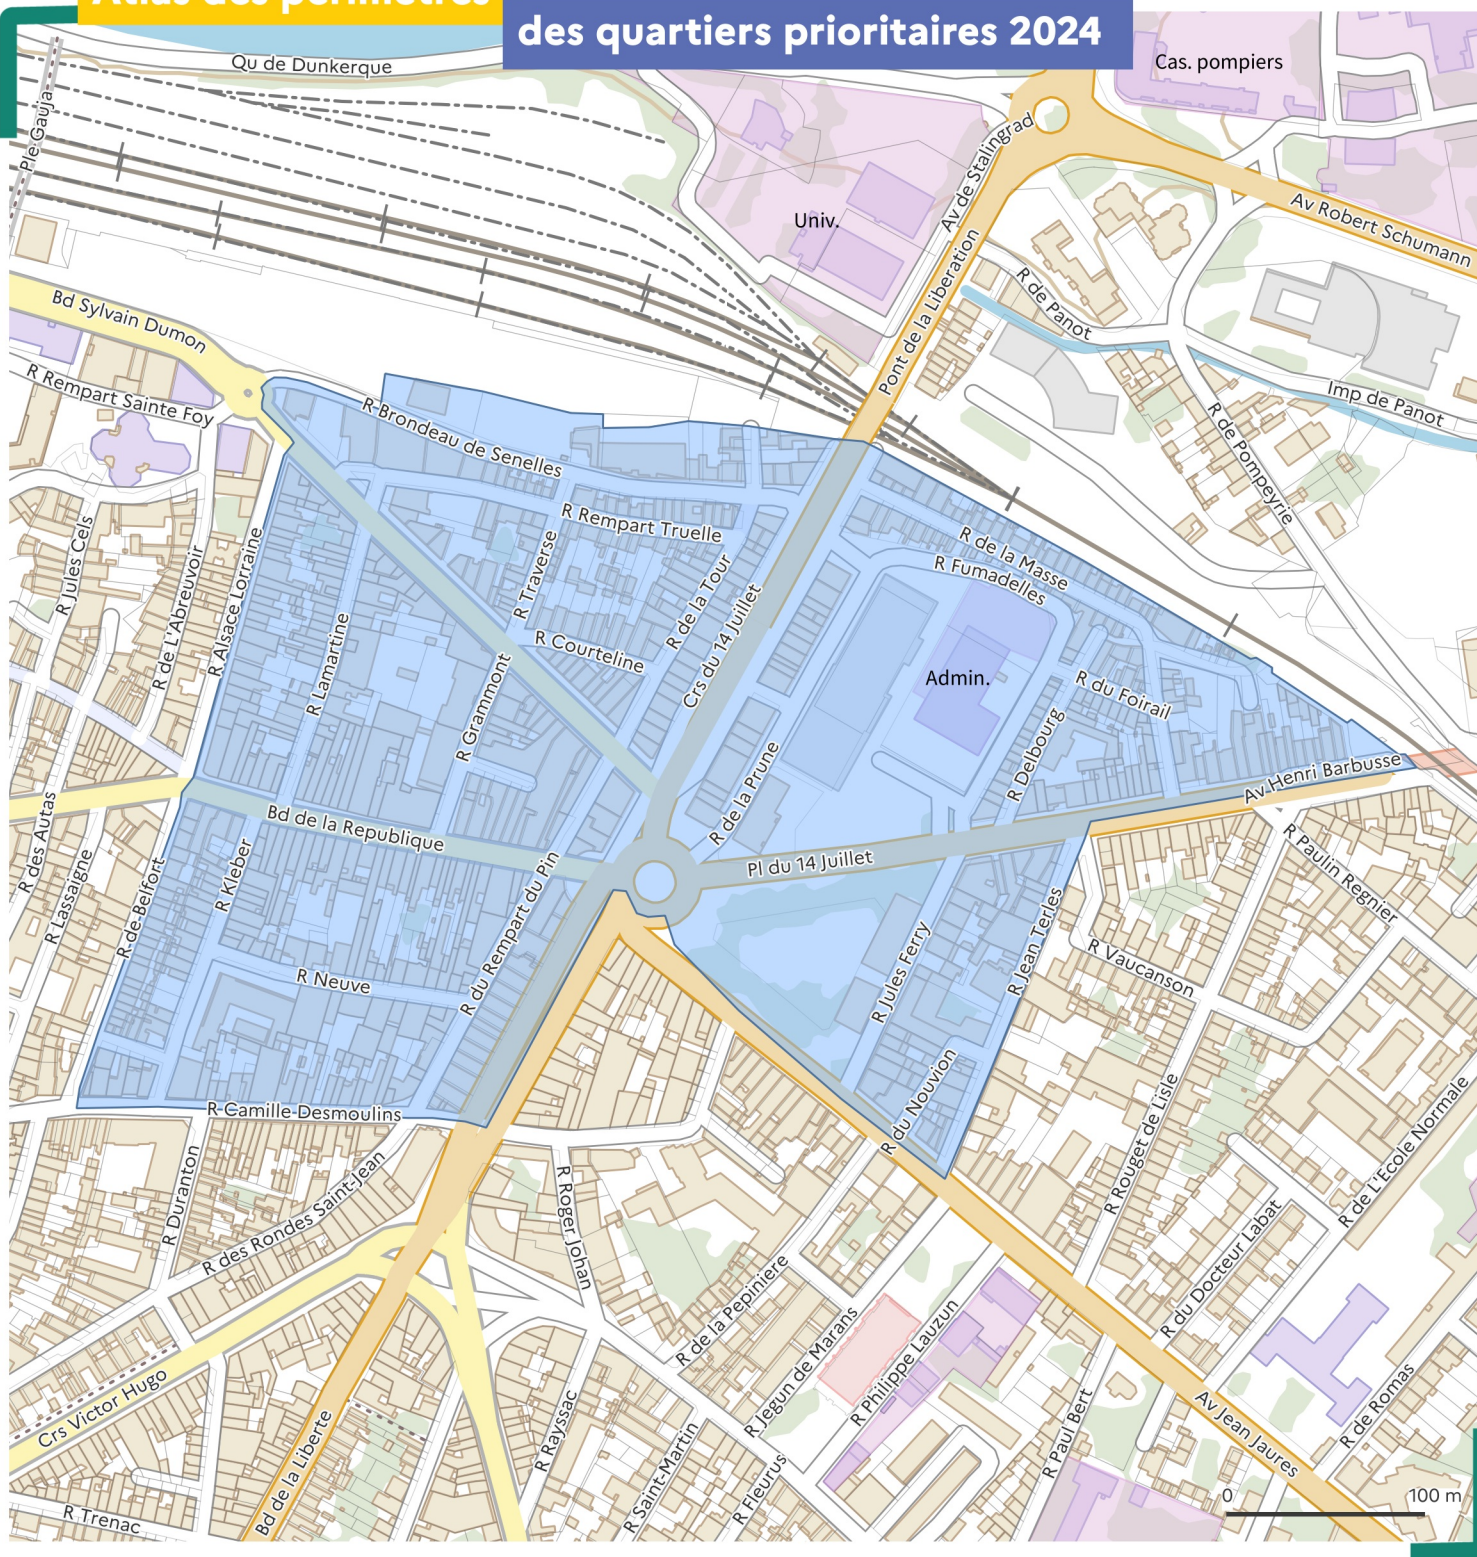 Atlas des périmètres
des quartiers prioritaires 2024
Cas. pompiers
Qu de Dunkerque
Ple Gauja
Av de Stalingrad
Univ.
Av Robert Schumann
Pont de la Liberation
R de Panot
Bd Sylvain Dumon
R Rempart Sainte Foy
Imp de Panot
R de Pompeyrie
R Brondeau de Senelles
R Rempart Truelle
R de la Masse
R Fumadelles
R Jules Cels
R de L'Abreuvoir
R Alsace Lorraine
R Traverse
R de la Tour
R Courteline
Crs du 14 Juillet
R Lamartine
R Grammont
Admin.
R du Foirail
R Delbourg
R de la Prune
Av Henri Barbusse
R des Autas
R Lassaigne
R de Belfort
R Kleber
Bd de la Republique
Pl du 14 Juillet
R Paulin Regnier
R du Rempart du Pin
R Neuve
R Jules Ferry
R Jean Terles
R Vaucanson
R Camille Desmoulins
R du Nouvion
R Rouget de Lisle
R de L'Ecole Normale
R Duranton
R des Rondes Saint-Jean
R Roger Johan
R de la Pepiniere
R du Docteur Labat
R Jegun de Marans
R Philippe Lauzun
Crs Victor Hugo
Bd de la Liberte
R Rayssac
R Saint-Martin
R Fleurus
R Paul Bert
Av Jean Jaures
R de Romas
R Trenac
0
100 m